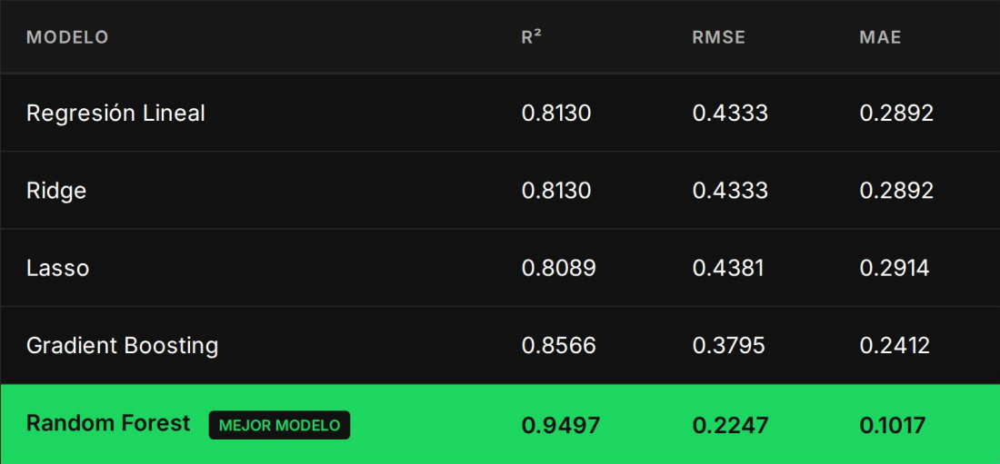 MODELO R² RMSE MAE
Regresión Lineal 0.8130 0.4333 0.2892
Ridge 0.8130 0.4333 0.2892
Lasso 0.8089 0.4381 0.2914
Gradient Boosting 0.8566 0.3795 0.2412
Random Forest MEJOR MODELO 0.9497 0.2247 0.1017